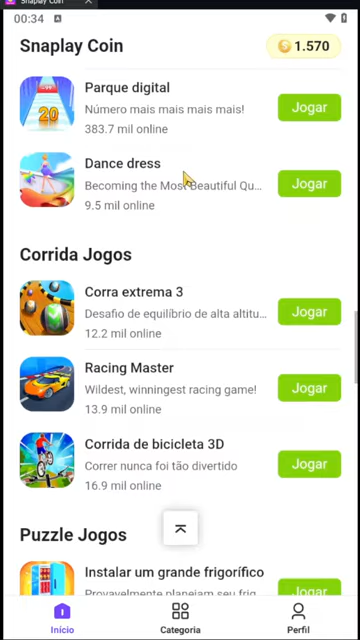 Snaplay Coin
00:34
Snaplay Coin
1.570
Parque digital
Número mais mais mais mais!
383.7 mil online
Jogar
20
Dance dress
Becoming the Most Beautiful Qu...
9.5 mil online
Jogar
Corrida Jogos
Corra extrema 3
Desafio de equilíbrio de alta altitu...
12.2 mil online
Jogar
Racing Master
Wildest, winningest racing game!
13.9 mil online
Jogar
Corrida de bicicleta 3D
Correr nunca foi tão divertido
16.9 mil online
Jogar
Puzzle Jogos
Instalar um grande frigorífico
Provavelmente planejam seu frig
Jogar
Início
Categoria
Perfil